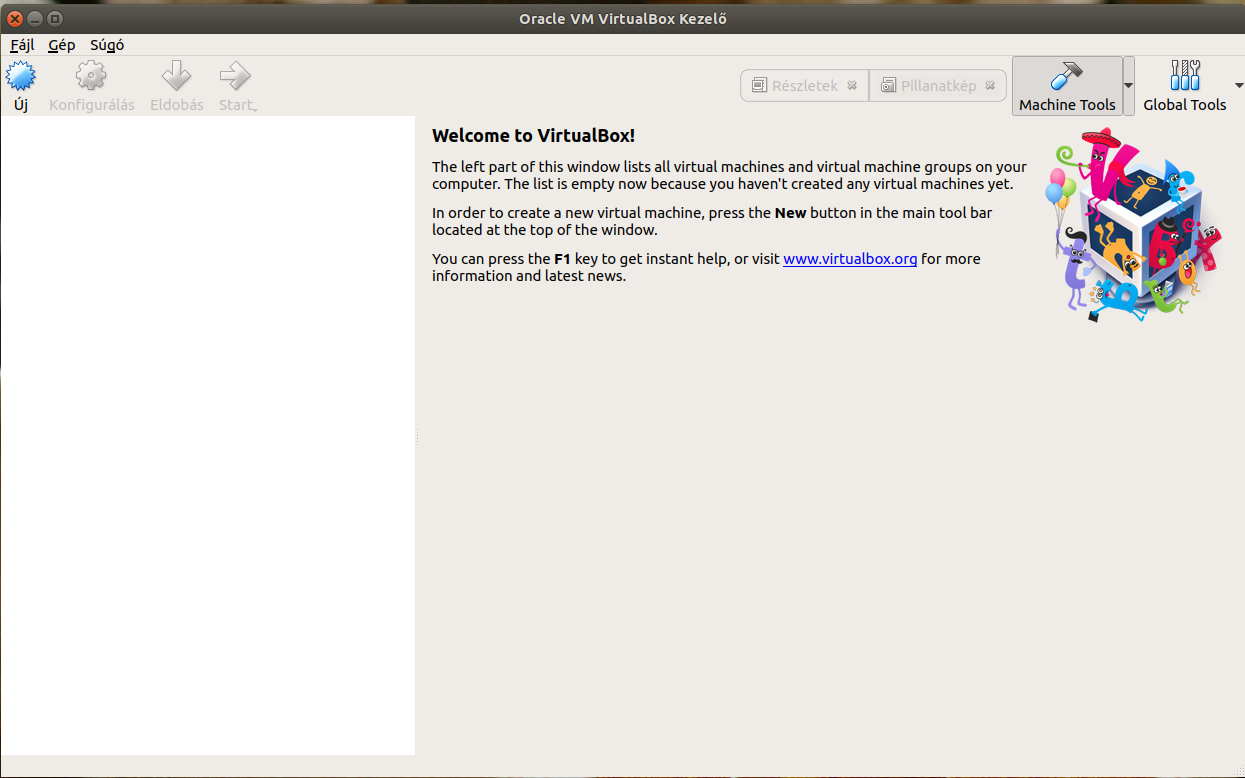 Oracle VM VirtualBox Kezelő
Fájl Gép Súgó
Új Konfigurálás Eldobás Start Részletek Pillanatkép Machine Tools Global Tools
Welcome to VirtualBox!
The left part of this window lists all virtual machines and virtual machine groups on your
computer. The list is empty now because you haven't created any virtual machines yet.
In order to create a new virtual machine, press the New button in the main tool bar
located at the top of the window.
You can press the F1 key to get instant help, or visit www.virtualbox.org for more
information and latest news.